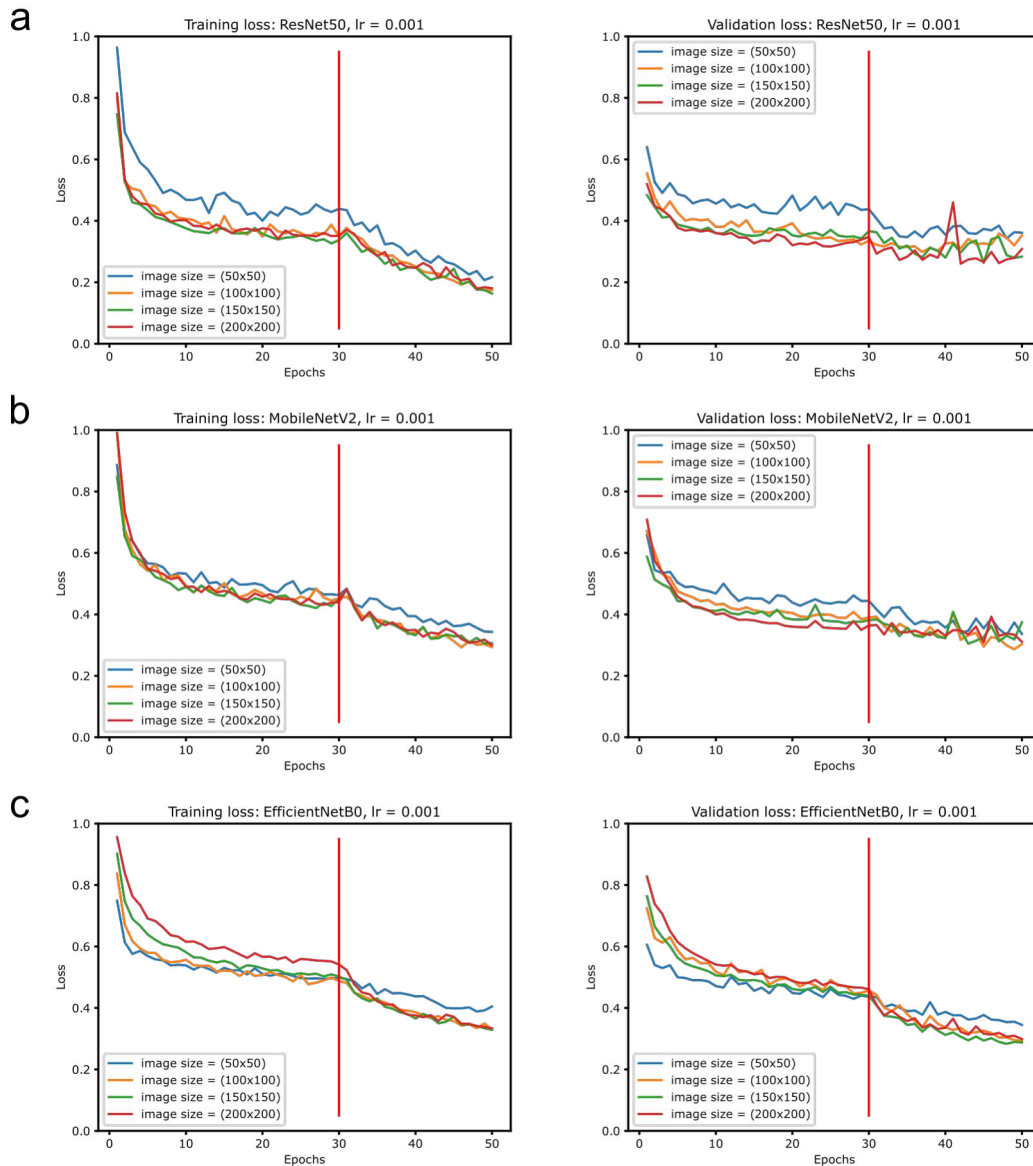 a
Training loss: ResNet50, lr = 0.001
1.0
0.8
0.6
0.4
0.2
0.0
Loss
image size = (50x50)
image size = (100x100)
image size = (150x150)
image size = (200x200)
0 10 20 30 40 50
Epochs
Validation loss: ResNet50, lr = 0.001
1.0
0.8
0.6
0.4
0.2
0.0
Loss
image size = (50x50)
image size = (100x100)
image size = (150x150)
image size = (200x200)
0 10 20 30 40 50
Epochs
b
Training loss: MobileNetV2, lr = 0.001
1.0
0.8
0.6
0.4
0.2
0.0
Loss
image size = (50x50)
image size = (100x100)
image size = (150x150)
image size = (200x200)
0 10 20 30 40 50
Epochs
Validation loss: MobileNetV2, lr = 0.001
1.0
0.8
0.6
0.4
0.2
0.0
Loss
image size = (50x50)
image size = (100x100)
image size = (150x150)
image size = (200x200)
0 10 20 30 40 50
Epochs
c
Training loss: EfficientNetB0, lr = 0.001
1.0
0.8
0.6
0.4
0.2
0.0
Loss
image size = (50x50)
image size = (100x100)
image size = (150x150)
image size = (200x200)
0 10 20 30 40 50
Epochs
Validation loss: EfficientNetB0, lr = 0.001
1.0
0.8
0.6
0.4
0.2
0.0
Loss
image size = (50x50)
image size = (100x100)
image size = (150x150)
image size = (200x200)
0 10 20 30 40 50
Epochs